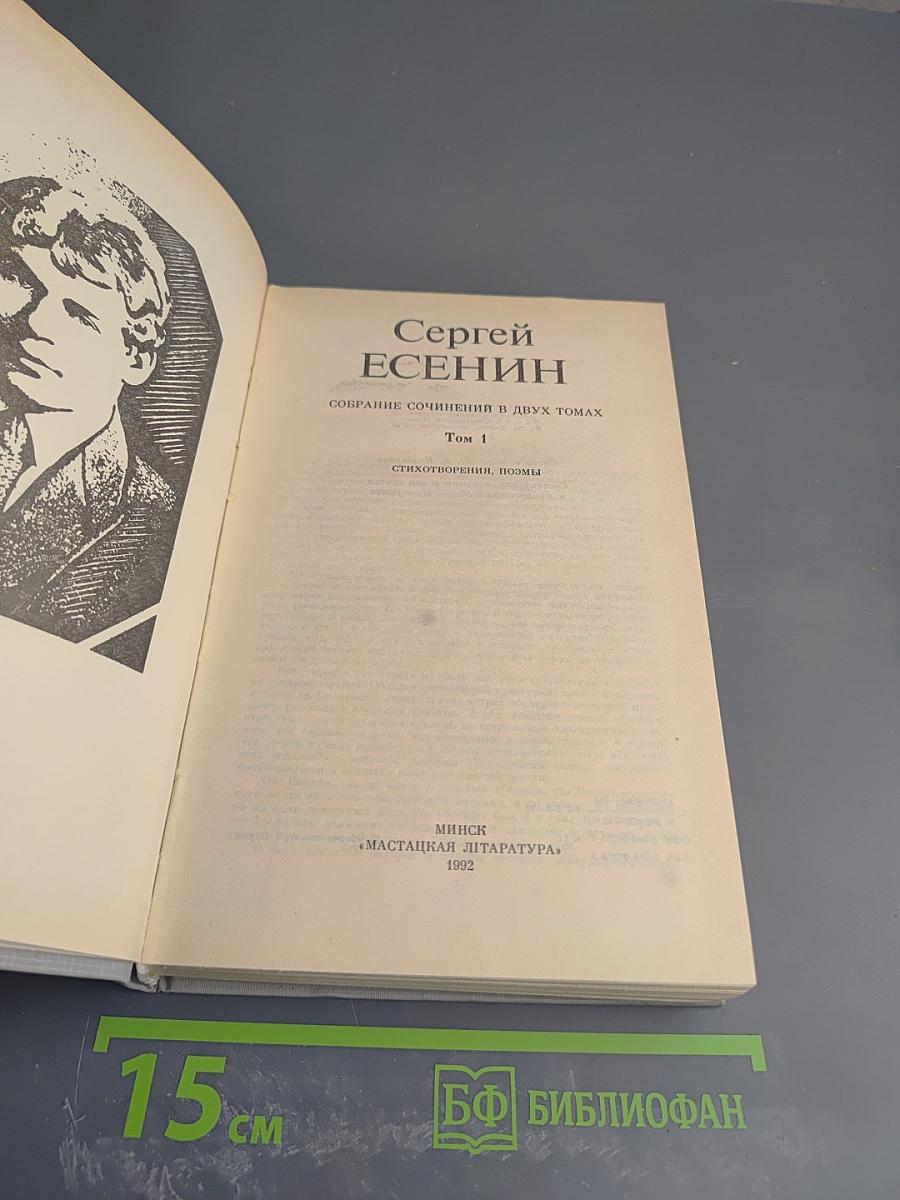 Сергей
ЕСЕНИН
СОБРАНИЕ СОЧИНЕНИЙ В ДВУХ ТОМАХ
Том 1
СТИХОТВОРЕНИЯ, ПОЭМЫ
МИНСК
«МАСТАЦКАЯ ЛІТАРАТУРА»
1992
15 см
БФ БИБЛИОФАН